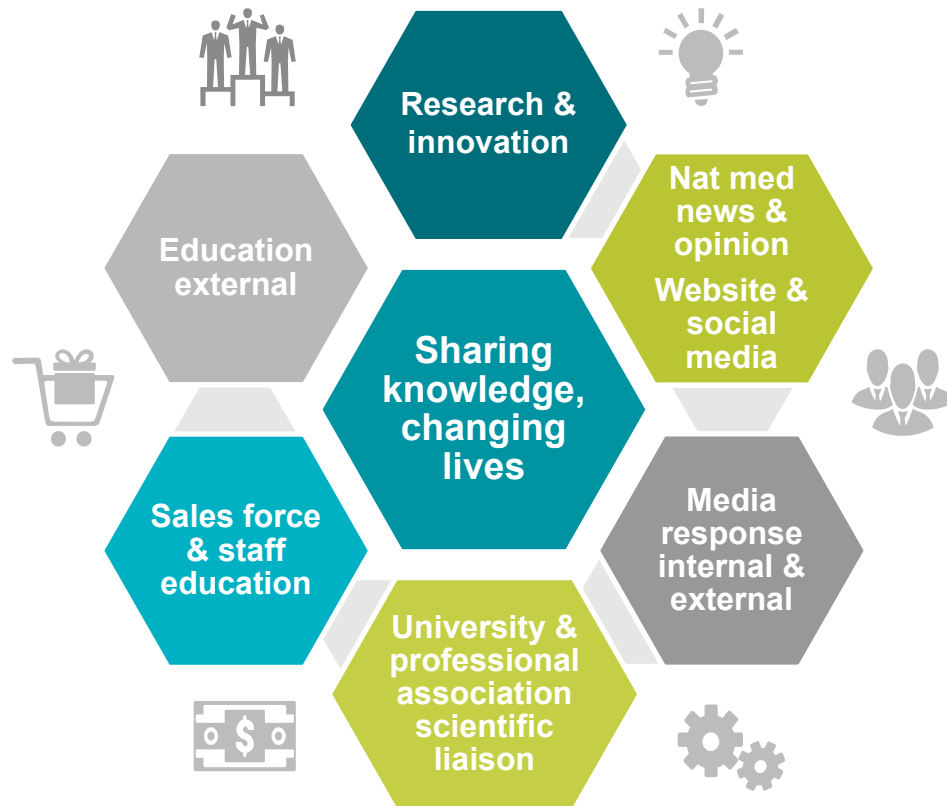 Research &
innovation
Nat med
news &
opinion
Website &
social
media
Education
external
Sharing
knowledge,
changing
lives
Sales force
& staff
education
Media
response
internal &
external
University &
professional
association
scientific
liaison
$